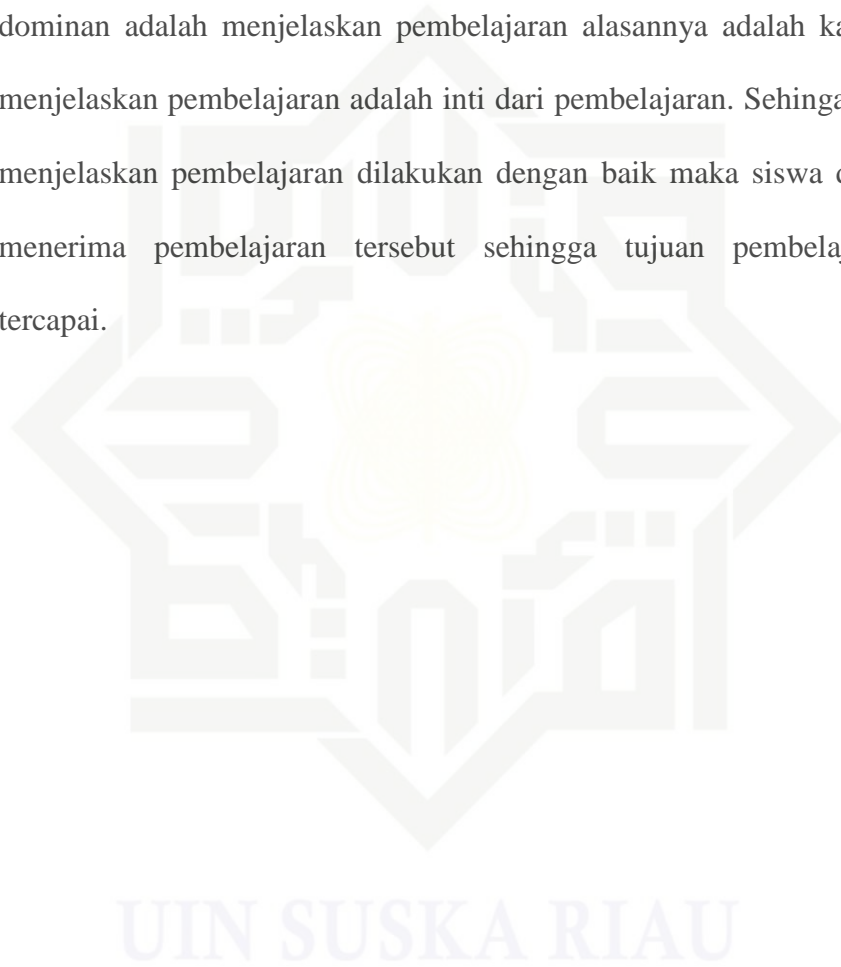 dominan adalah menjelaskan pembelajaran alasannya adalah ka
menjelaskan pembelajaran adalah inti dari pembelajaran. Sehinga
menjelaskan pembelajaran dilakukan dengan baik maka siswa d
menerima pembelajaran tersebut sehingga tujuan pembelaj
tercapai.
UIN SUSKA RIAU